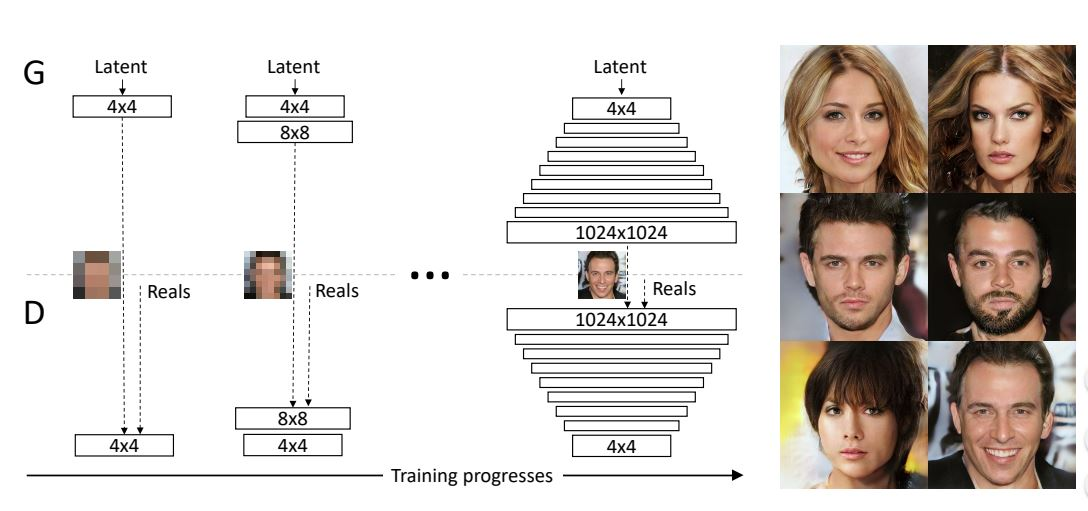 G
Latent
4x4
Reals
D
4x4
Latent
4x4
8x8
Reals
8x8
4x4
...
Latent
4x4
1024x1024
Reals
1024x1024
4x4
Training progresses